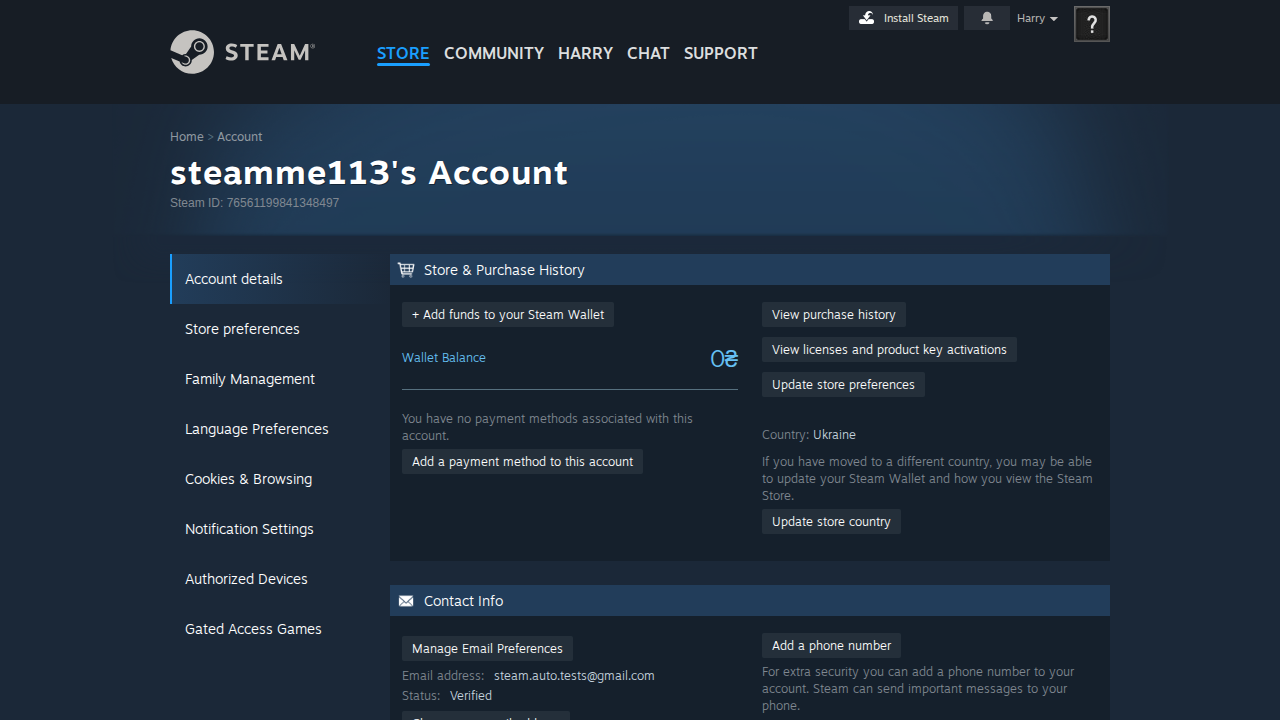 Install Steam
Harry
?
STEAM®
STORE COMMUNITY HARRY CHAT SUPPORT
Home > Account
steamme113's Account
Steam ID: 76561199841348497
Account details
Store preferences
Family Management
Language Preferences
Cookies & Browsing
Notification Settings
Authorized Devices
Gated Access Games
Store & Purchase History
+ Add funds to your Steam Wallet
Wallet Balance 0₴
You have no payment methods associated with this
account.
Add a payment method to this account
View purchase history
View licenses and product key activations
Update store preferences
Country: Ukraine
If you have moved to a different country, you may be able
to update your Steam Wallet and how you view the Steam
Store.
Update store country
Contact Info
Manage Email Preferences
Email address: steam.auto.tests@gmail.com
Status: Verified
Add a phone number
For extra security you can add a phone number to your
account. Steam can send important messages to your
phone.